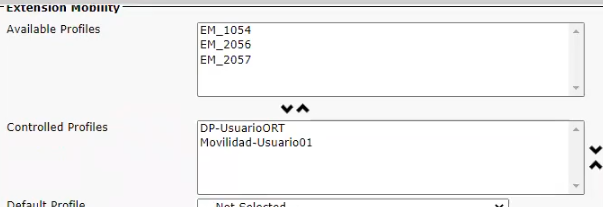 Extension Mobility
Available Profiles
EM_1054
EM_2056
EM_2057
Controlled Profiles
DP-UsuarioORT
Movilidad-Usuario01
Default Profile
-- Not Selected --